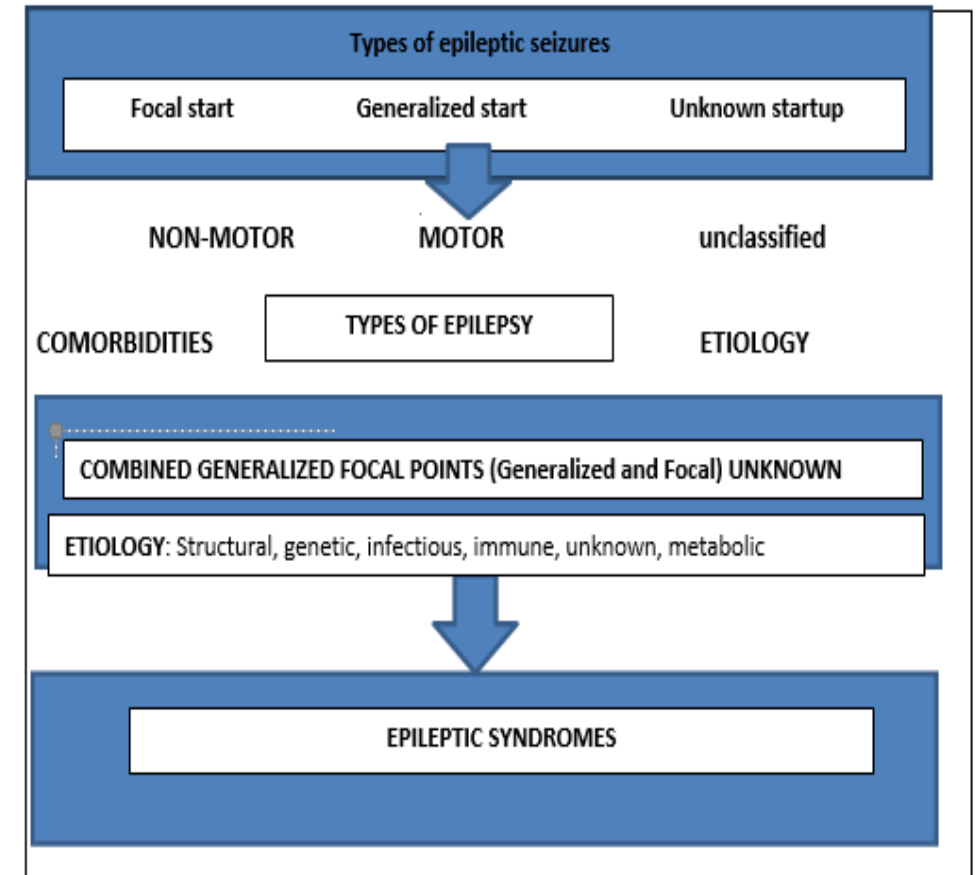 Types of epileptic seizures
Focal start Generalized start Unknown startup
NON-MOTOR MOTOR unclassified
TYPES OF EPILEPSY
COMORBIDITIES ETIOLOGY
COMBINED GENERALIZED FOCAL POINTS (Generalized and Focal) UNKNOWN
ETIOLOGY: Structural, genetic, infectious, immune, unknown, metabolic
EPILEPTIC SYNDROMES